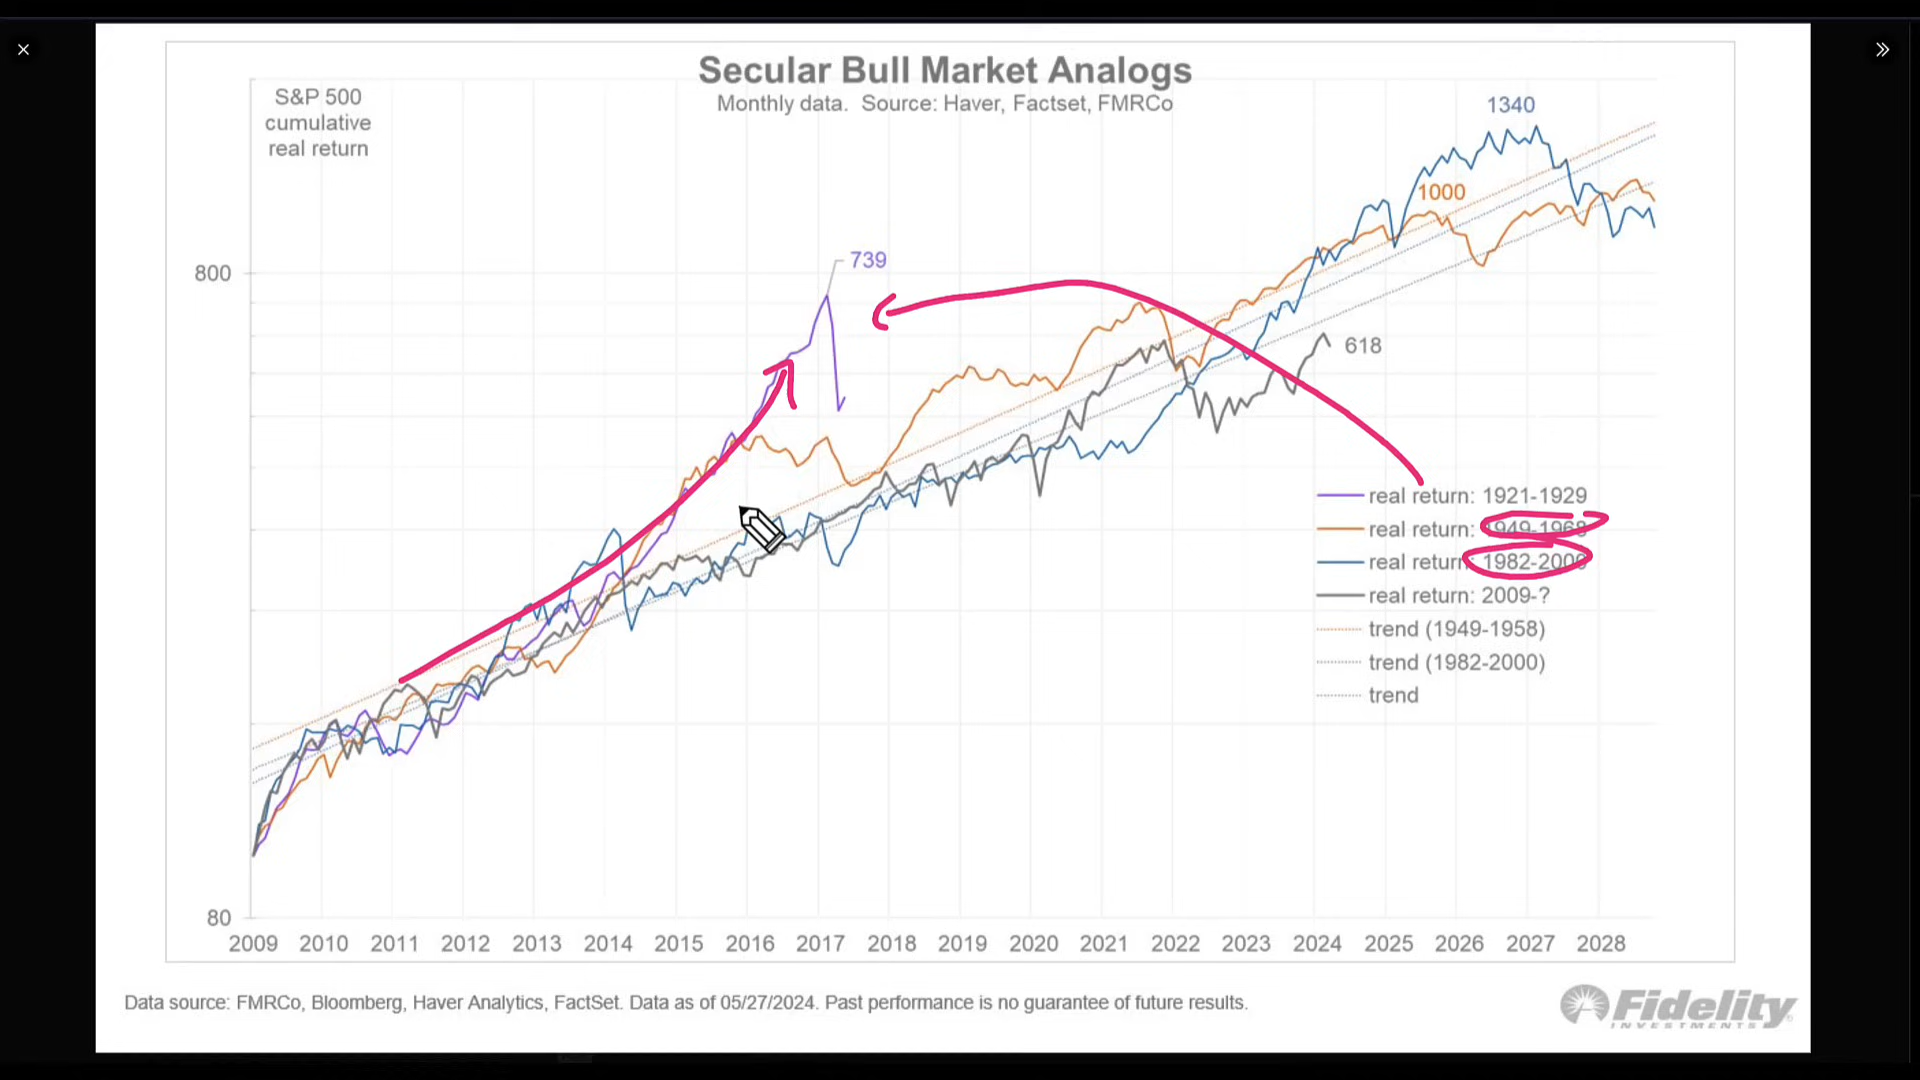 Secular Bull Market Analogs
Monthly data. Source: Haver, Factset, FMRCo
S&P 500
cumulative
real return
1340
1000
739
618
800
80
real return: 1921-1929
real return: 1949-1968
real return: 1982-2000
real return: 2009-?
trend (1949-1958)
trend (1982-2000)
trend
2009 2010 2011 2012 2013 2014 2015 2016 2017 2018 2019 2020 2021 2022 2023 2024 2025 2026 2027 2028
Data source: FMRCo, Bloomberg, Haver Analytics, FactSet. Data as of 05/27/2024. Past performance is no guarantee of future results.
Fidelity
INVESTMENTS